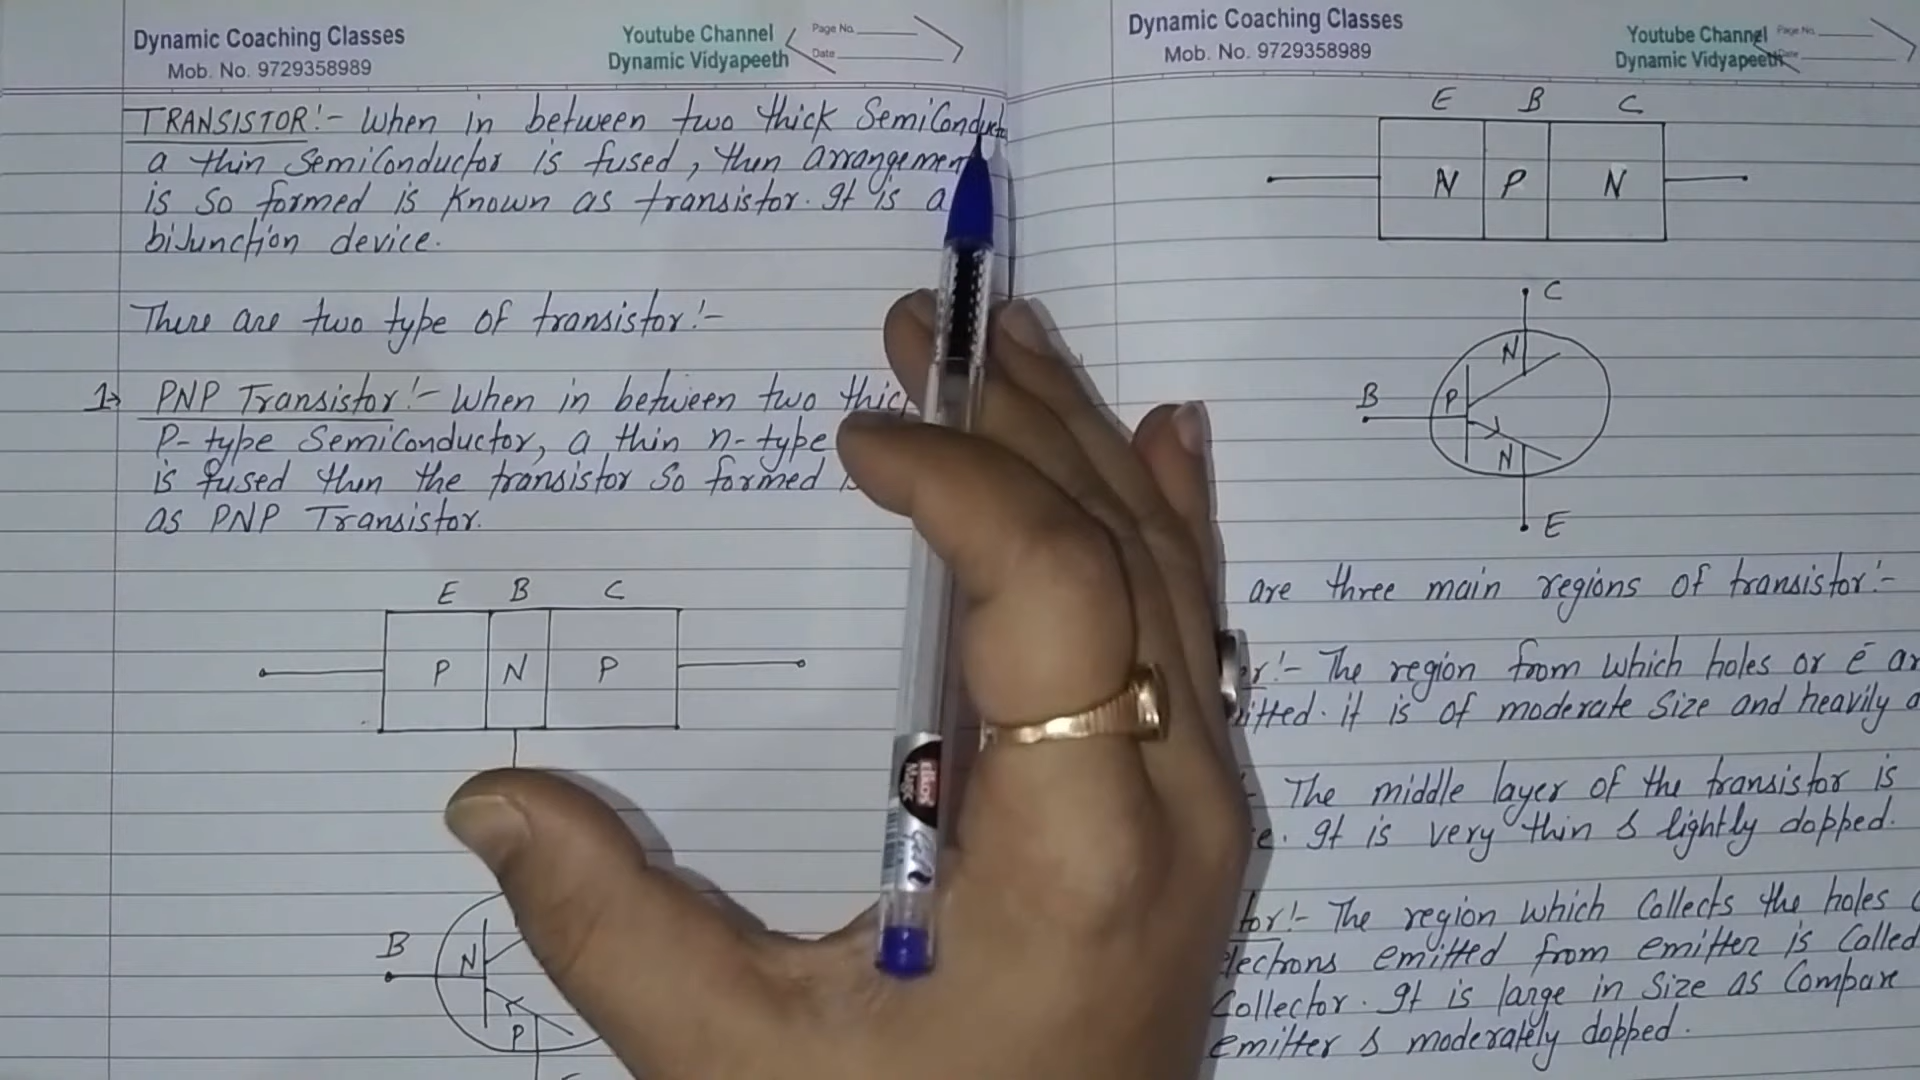 Dynamic Coaching Classes
Mob. No. 9729358989
Youtube Channel
Dynamic Vidyapeeth
Page No.
Date
TRANSISTOR:- When in between two thick
a thin Semiconductor is fused, then arrangement
is so formed is known as transistor. It is a
biJunction device.
There are two type of transistor:-
1→ PNP Transistor:- When in between two
P-type Semiconductor, a thin n-type
is fused then the transistor so formed
as PNP Transistor.
E B C
P N P
B
N
P
Dynamic Coaching Classes
Mob. No. 9729358989
Youtube Channel
Dynamic Vidyapeeth
Page No.
E B C
N P N
C
N
B
P
N
E
are three main regions of transistor:-
:- The region from which holes or ē
it is of moderate size and heavily
The middle layer of the transistor is
It is very thin & lightly dopped.
:- The region which Collects the holes
emitted from emitter is Called
Collector. It is large in size as Compare
emitter & moderately dopped.
Mob. No.